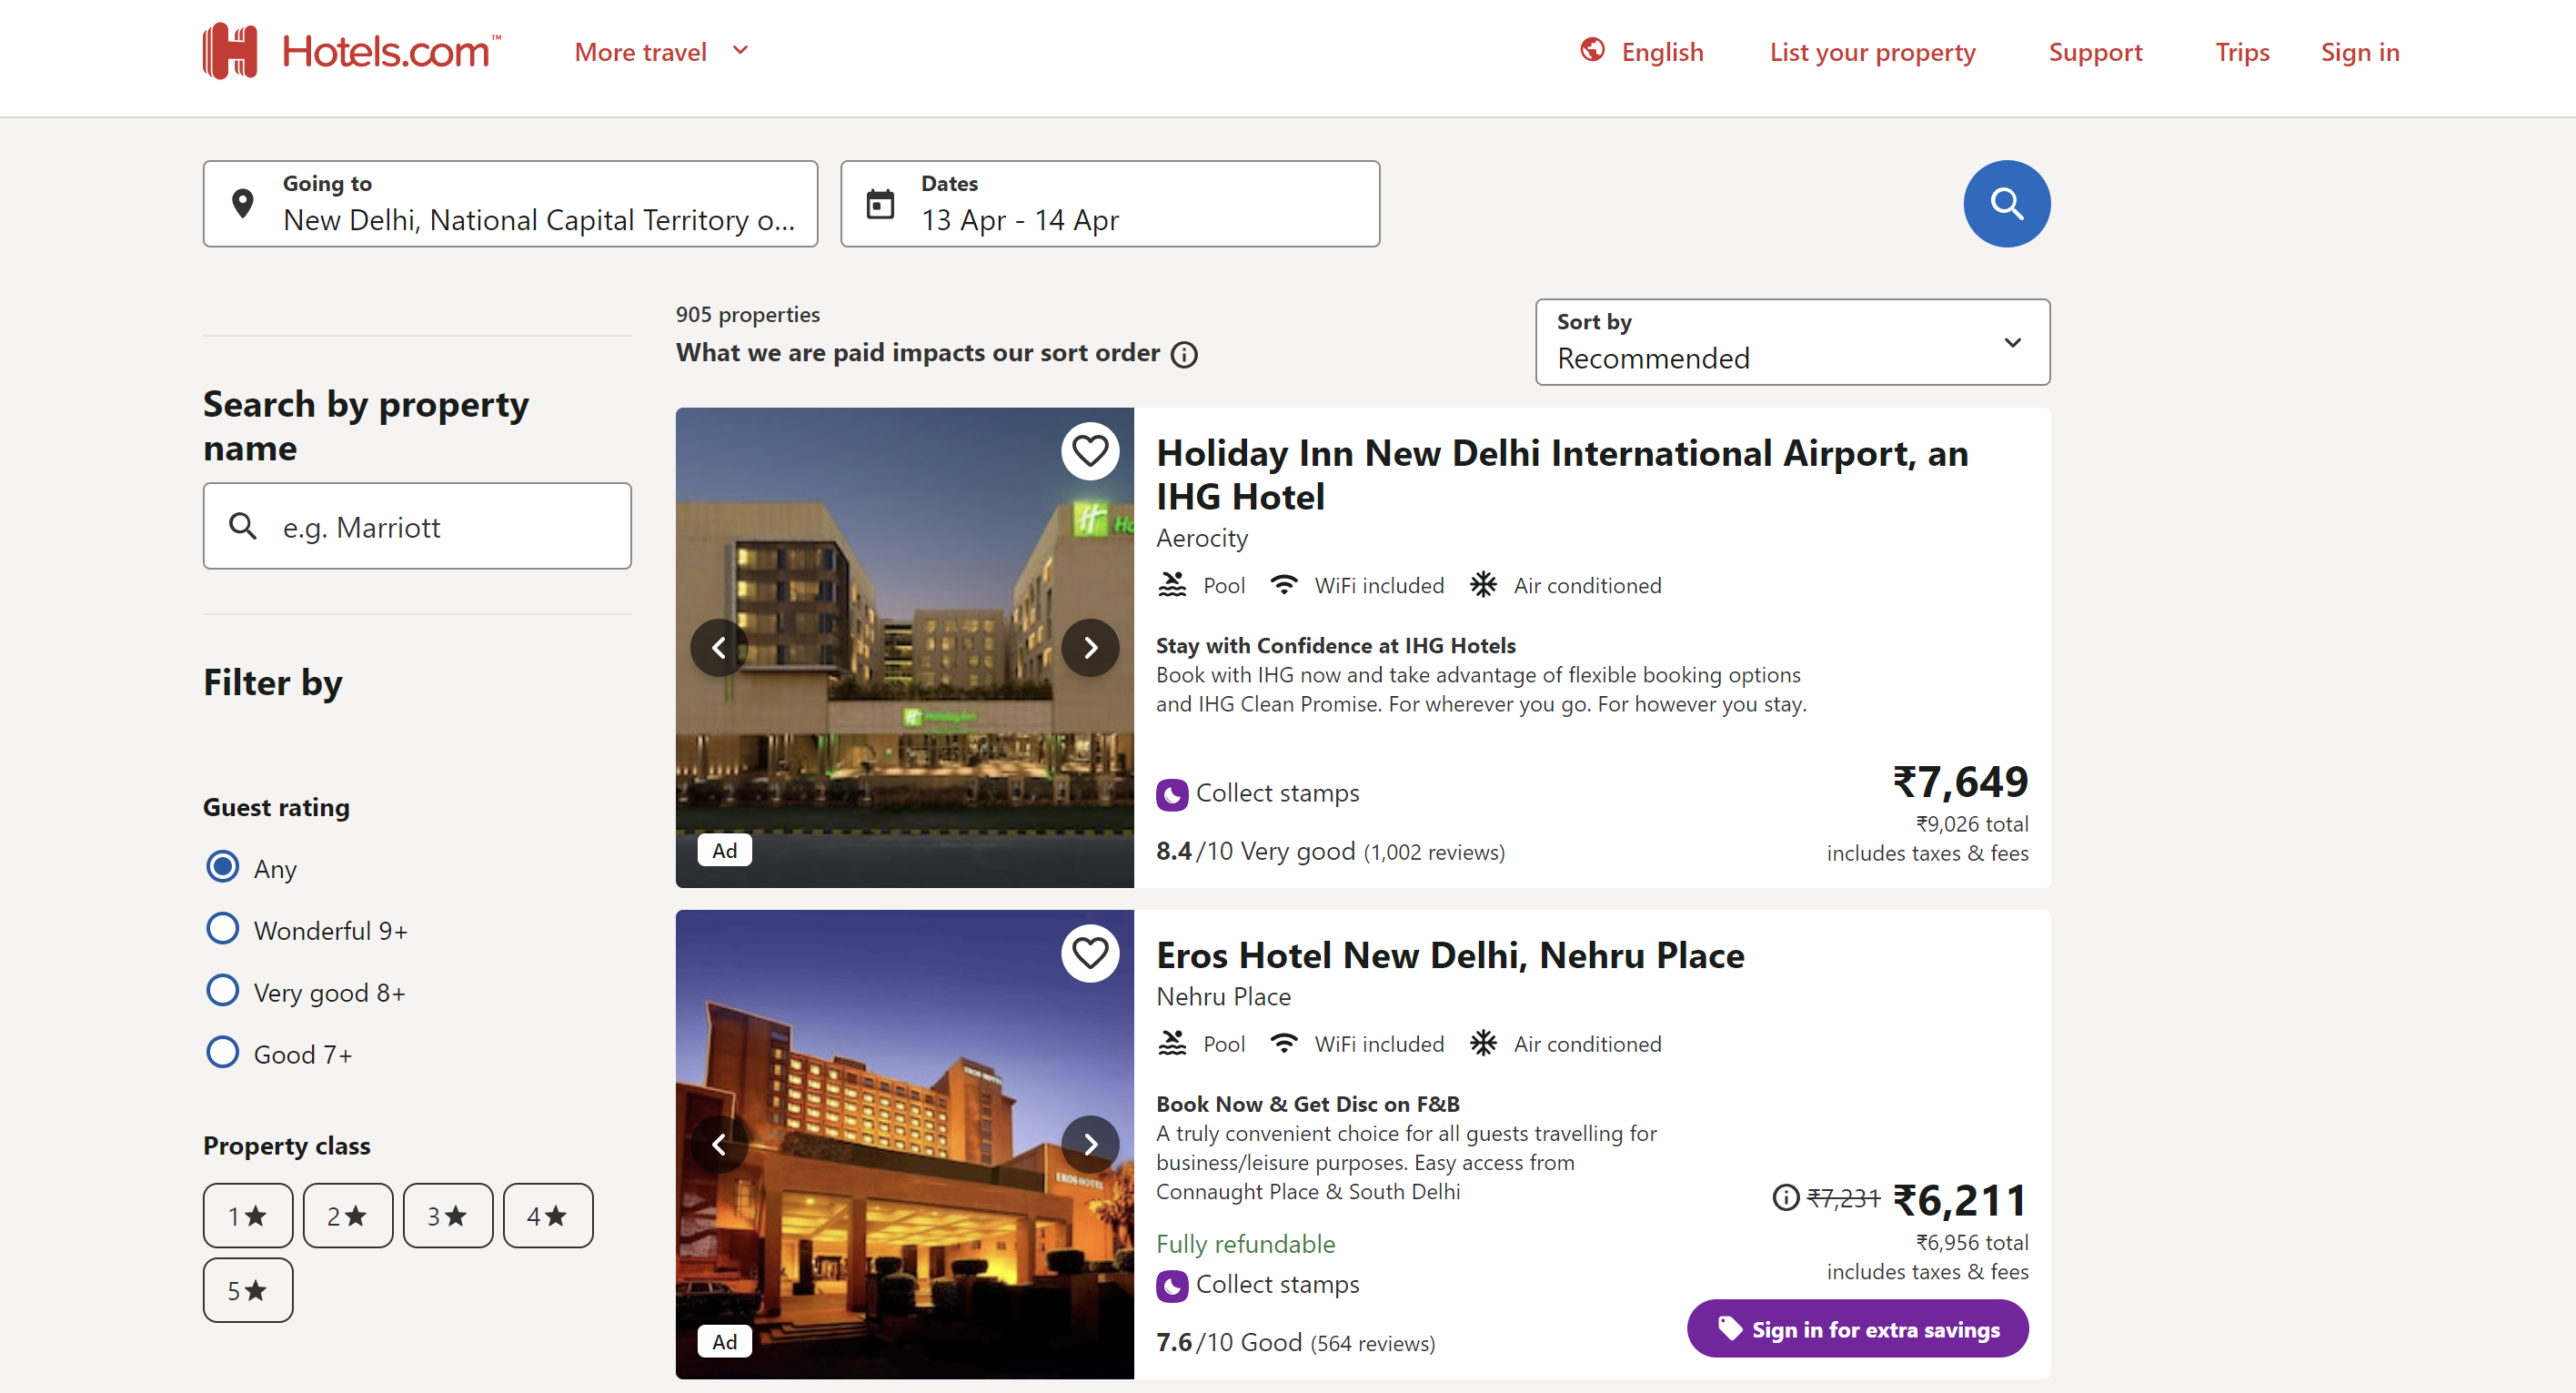 Hotels.com™
More travel
English
List your property
Support
Trips
Sign in
Going to
New Delhi, National Capital Territory o...
Dates
13 Apr - 14 Apr
905 properties
What we are paid impacts our sort order
Sort by
Recommended
Search by property
name
e.g. Marriott
Filter by
Guest rating
Any
Wonderful 9+
Very good 8+
Good 7+
Property class
1★
2★
3★
4★
5★
Ad
Holiday Inn New Delhi International Airport, an
IHG Hotel
Aerocity
Pool
WiFi included
Air conditioned
Stay with Confidence at IHG Hotels
Book with IHG now and take advantage of flexible booking options
and IHG Clean Promise. For wherever you go. For however you stay.
Collect stamps
8.4/10 Very good (1,002 reviews)
₹7,649
₹9,026 total
includes taxes & fees
EROS HOTEL
EROS HOTEL
Ad
Eros Hotel New Delhi, Nehru Place
Nehru Place
Pool
WiFi included
Air conditioned
Book Now & Get Disc on F&B
A truly convenient choice for all guests travelling for
business/leisure purposes. Easy access from
Connaught Place & South Delhi
Fully refundable
Collect stamps
7.6/10 Good (564 reviews)
₹7,231 ₹6,211
₹6,956 total
includes taxes & fees
Sign in for extra savings